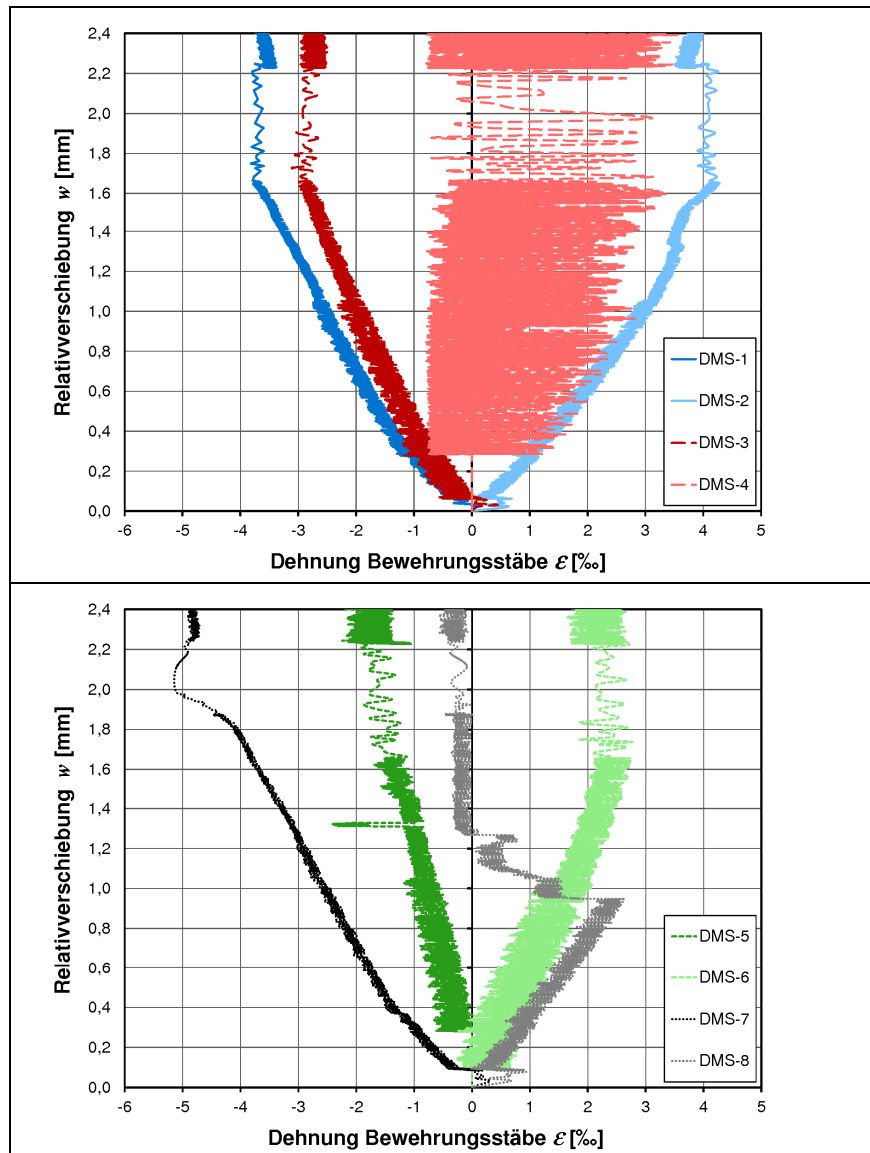 2,4
2,2
2,0
1,8
1,6
1,4
1,2
1,0
0,8
0,6
0,4
0,2
0,0
Relativverschiebung w [mm]
-6 -5 -4 -3 -2 -1 0 1 2 3 4 5
Dehnung Bewehrungsstäbe ε [‰]
DMS-1
DMS-2
DMS-3
DMS-4
2,4
2,2
2,0
1,8
1,6
1,4
1,2
1,0
0,8
0,6
0,4
0,2
0,0
Relativverschiebung w [mm]
-6 -5 -4 -3 -2 -1 0 1 2 3 4 5
Dehnung Bewehrungsstäbe ε [‰]
DMS-5
DMS-6
DMS-7
DMS-8